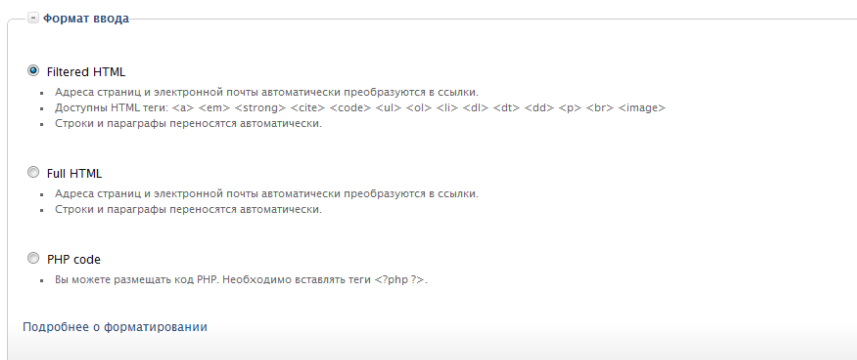 Формат ввода
Filtered HTML
Адреса страниц и электронной почты автоматически преобразуются в ссылки.
Доступны HTML теги: <a> <em> <strong> <cite> <code> <ul> <ol> <li> <dl> <dt> <dd> <p> <br> <image>
Строки и параграфы переносятся автоматически.
Full HTML
Адреса страниц и электронной почты автоматически преобразуются в ссылки.
Строки и параграфы переносятся автоматически.
PHP code
Вы можете размещать код PHP. Необходимо вставлять теги <?php ?>.
Подробнее о форматировании